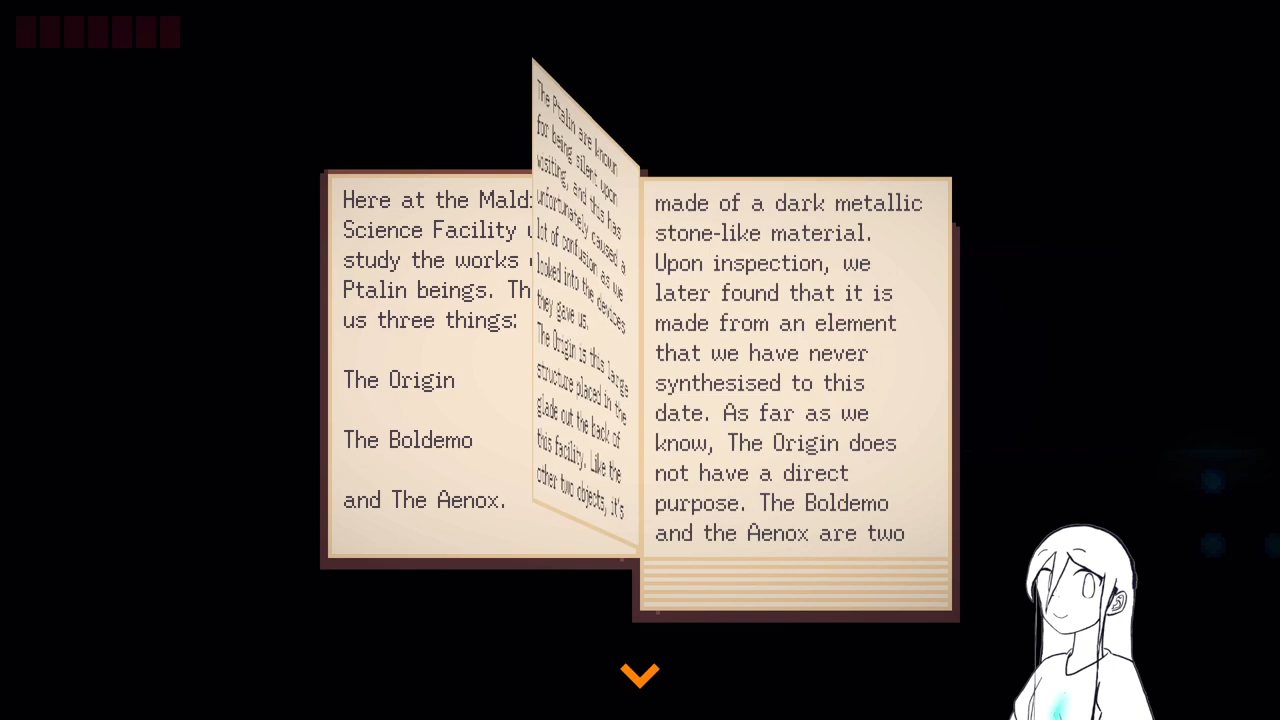 Here at the Mald
Science Facility
study the works
Ptalin beings. Th
us three things:
The Origin
The Boldemo
and The Aenox.
The Ptalin are known
for being silent upon
visiting, and this has
unfortunately caused a
lot of confusion as we
looked into the devices
they gave us.
The Origin is this large
structure placed in the
glade out the back of
this facility. Like the
other two objects, it's
made of a dark metallic
stone-like material.
Upon inspection, we
later found that it is
made from an element
that we have never
synthesised to this
date. As far as we
know, The Origin does
not have a direct
purpose. The Boldemo
and the Aenox are two